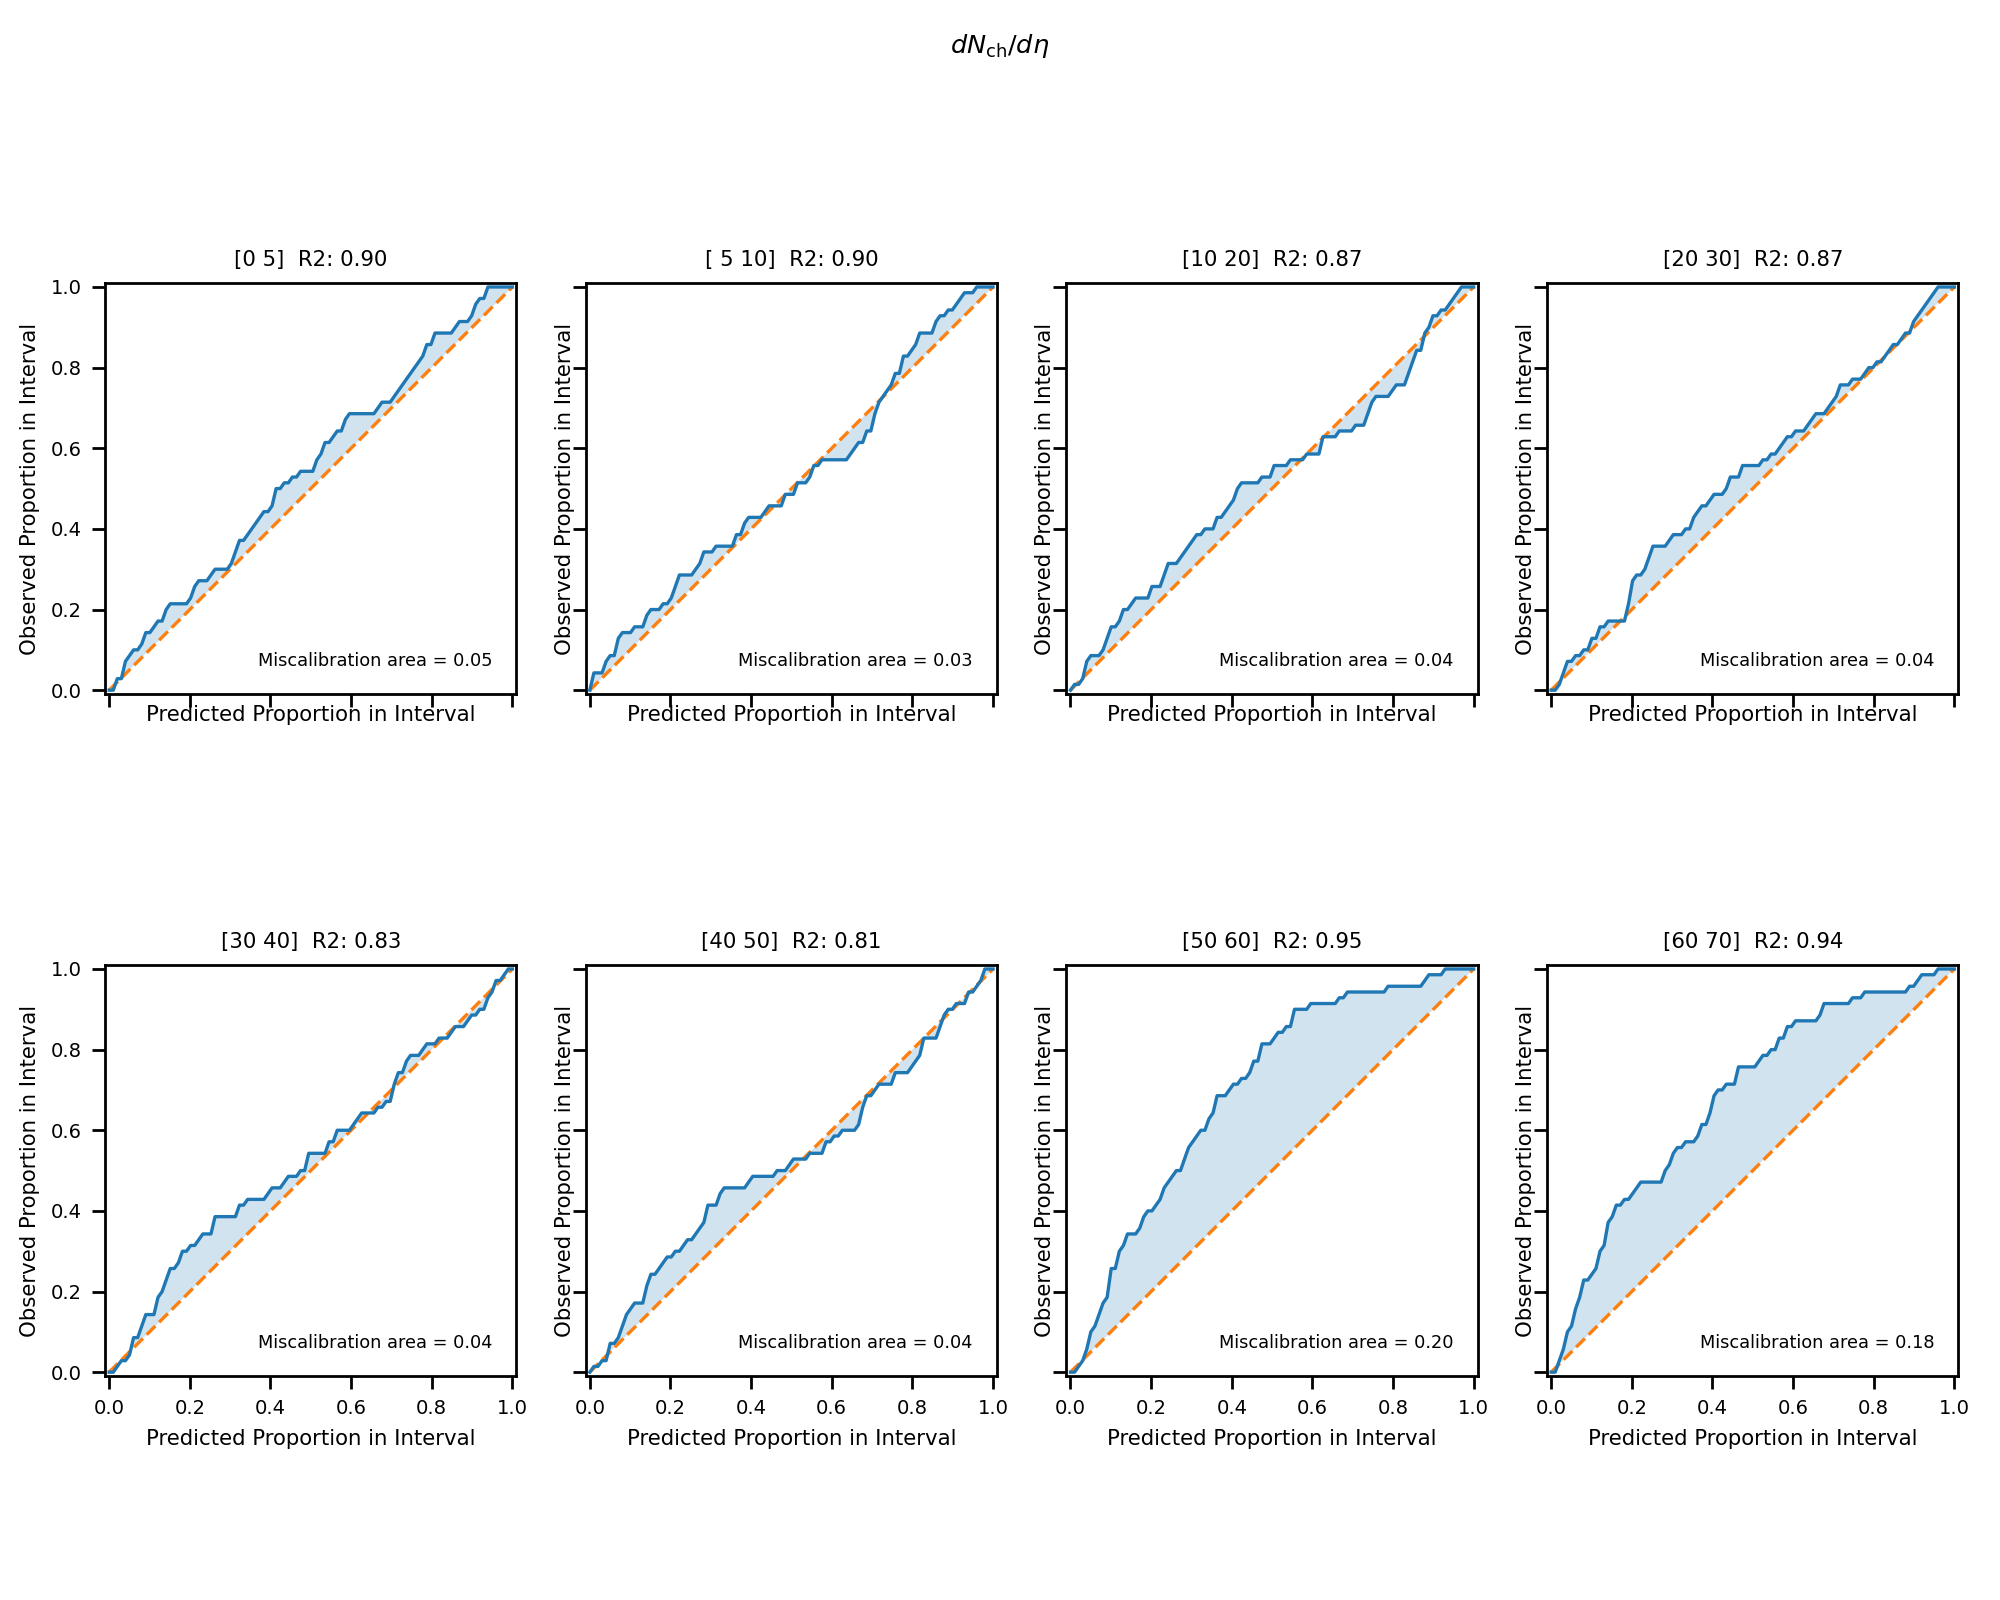 dN_ch/dη
[0 5]  R2: 0.90
[ 5 10]  R2: 0.90
[10 20]  R2: 0.87
[20 30]  R2: 0.87
1.0
0.8
0.6
0.4
0.2
0.0
Observed Proportion in Interval
Observed Proportion in Interval
Observed Proportion in Interval
Observed Proportion in Interval
Miscalibration area = 0.05
Miscalibration area = 0.03
Miscalibration area = 0.04
Miscalibration area = 0.04
Predicted Proportion in Interval
Predicted Proportion in Interval
Predicted Proportion in Interval
Predicted Proportion in Interval
[30 40]  R2: 0.83
[40 50]  R2: 0.81
[50 60]  R2: 0.95
[60 70]  R2: 0.94
1.0
0.8
0.6
0.4
0.2
0.0
Observed Proportion in Interval
Observed Proportion in Interval
Observed Proportion in Interval
Observed Proportion in Interval
Miscalibration area = 0.04
Miscalibration area = 0.04
Miscalibration area = 0.20
Miscalibration area = 0.18
0.0 0.2 0.4 0.6 0.8 1.0
0.0 0.2 0.4 0.6 0.8 1.0
0.0 0.2 0.4 0.6 0.8 1.0
0.0 0.2 0.4 0.6 0.8 1.0
Predicted Proportion in Interval
Predicted Proportion in Interval
Predicted Proportion in Interval
Predicted Proportion in Interval